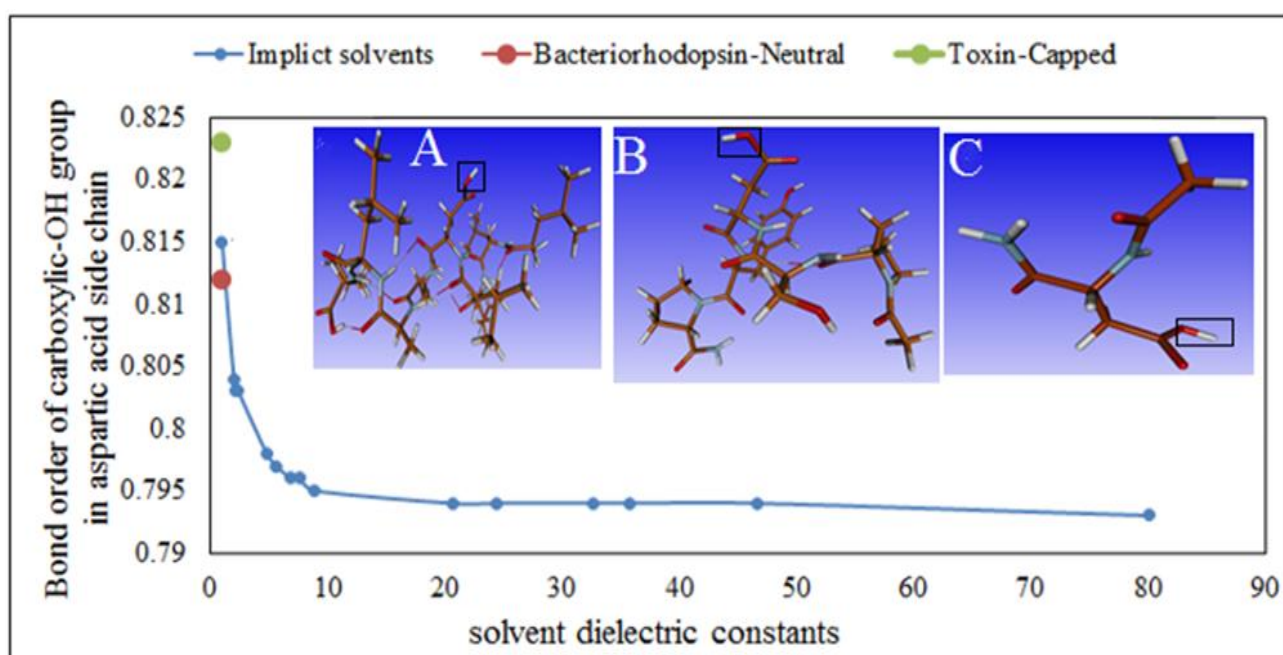 Implict solvents Bacteriorhodopsin-Neutral Toxin-Capped
0.825
0.82
0.815
0.81
0.805
0.8
0.795
0.79
Bond order of carboxylic-OH group
in aspartic acid side chain
A
B
C
0 10 20 30 40 50 60 70 80 90
solvent dielectric constants